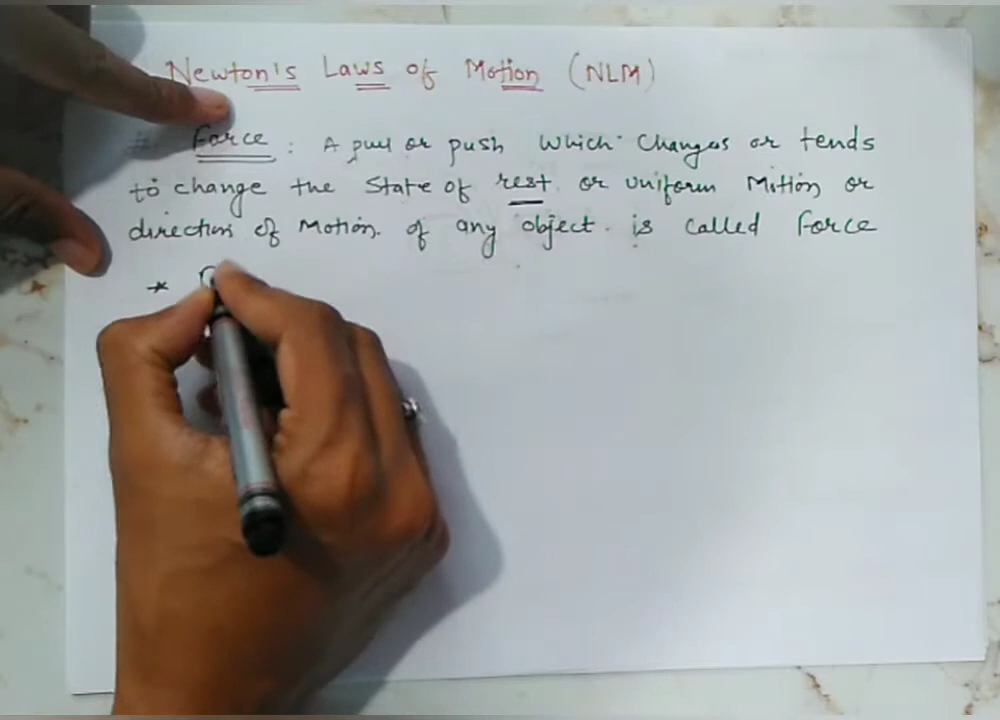 Newton's Laws of Motion (NLM)
# Force : A pull or push which changes or tends
to change the state of rest or uniform Mition or
direction of Motion. of any object. is called force
*